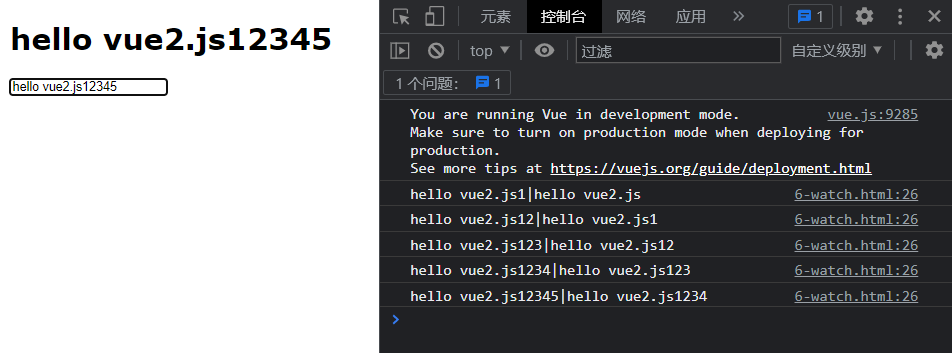 hello vue2.js12345
hello vue2.js12345
元素 控制台 网络 应用 » 1
top ▼ 过滤 自定义级别 ▼
1 个问题： 1
You are running Vue in development mode. vue.js:9285
Make sure to turn on production mode when deploying for
production.
See more tips at https://vuejs.org/guide/deployment.html
hello vue2.js1|hello vue2.js 6-watch.html:26
hello vue2.js12|hello vue2.js1 6-watch.html:26
hello vue2.js123|hello vue2.js12 6-watch.html:26
hello vue2.js1234|hello vue2.js123 6-watch.html:26
hello vue2.js12345|hello vue2.js1234 6-watch.html:26